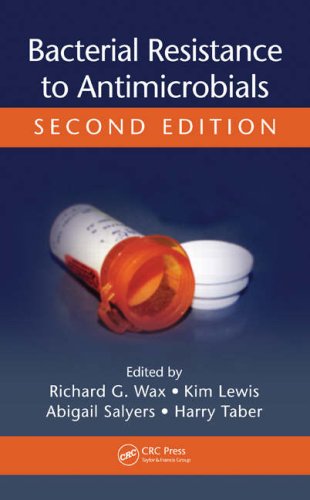 Bacterial Resistance
to Antimicrobials
SECOND EDITION
Edited by
Richard G. Wax • Kim Lewis
Abigail Salyers • Harry Taber
CRC Press
Taylor & Francis Group